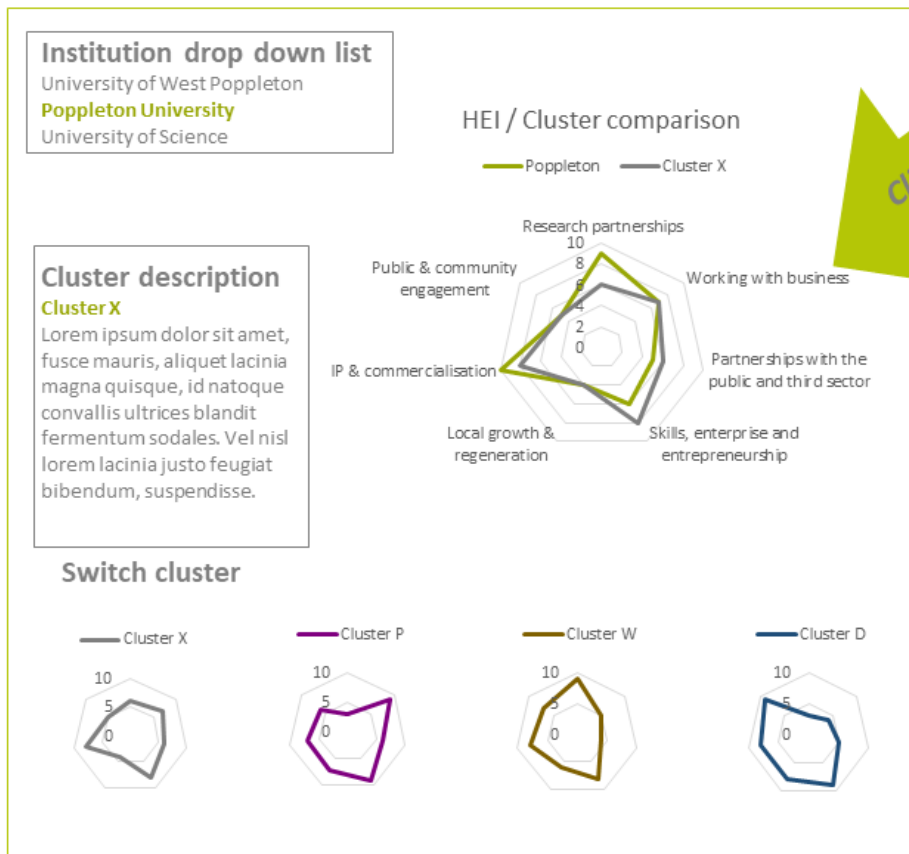 Institution drop down list
University of West Poppleton
Poppleton University
University of Science
HEI / Cluster comparison
Poppleton
Cluster X
Research partnerships
10
8
6
4
2
0
Working with business
Partnerships with the
public and third sector
Skills, enterprise and
entrepreneurship
Local growth &
regeneration
IP & commercialisation
Public & community
engagement
Cluster description
Cluster X
Lorem ipsum dolor sit amet,
fusce mauris, aliquet lacinia
magna quisque, id natoque
convallis ultrices blandit
fermentum sodales. Vel nisl
lorem lacinia justo feugiat
bibendum, suspendisse.
Switch cluster
Cluster X
10
5
0
Cluster P
10
5
0
Cluster W
10
5
0
Cluster D
10
5
0